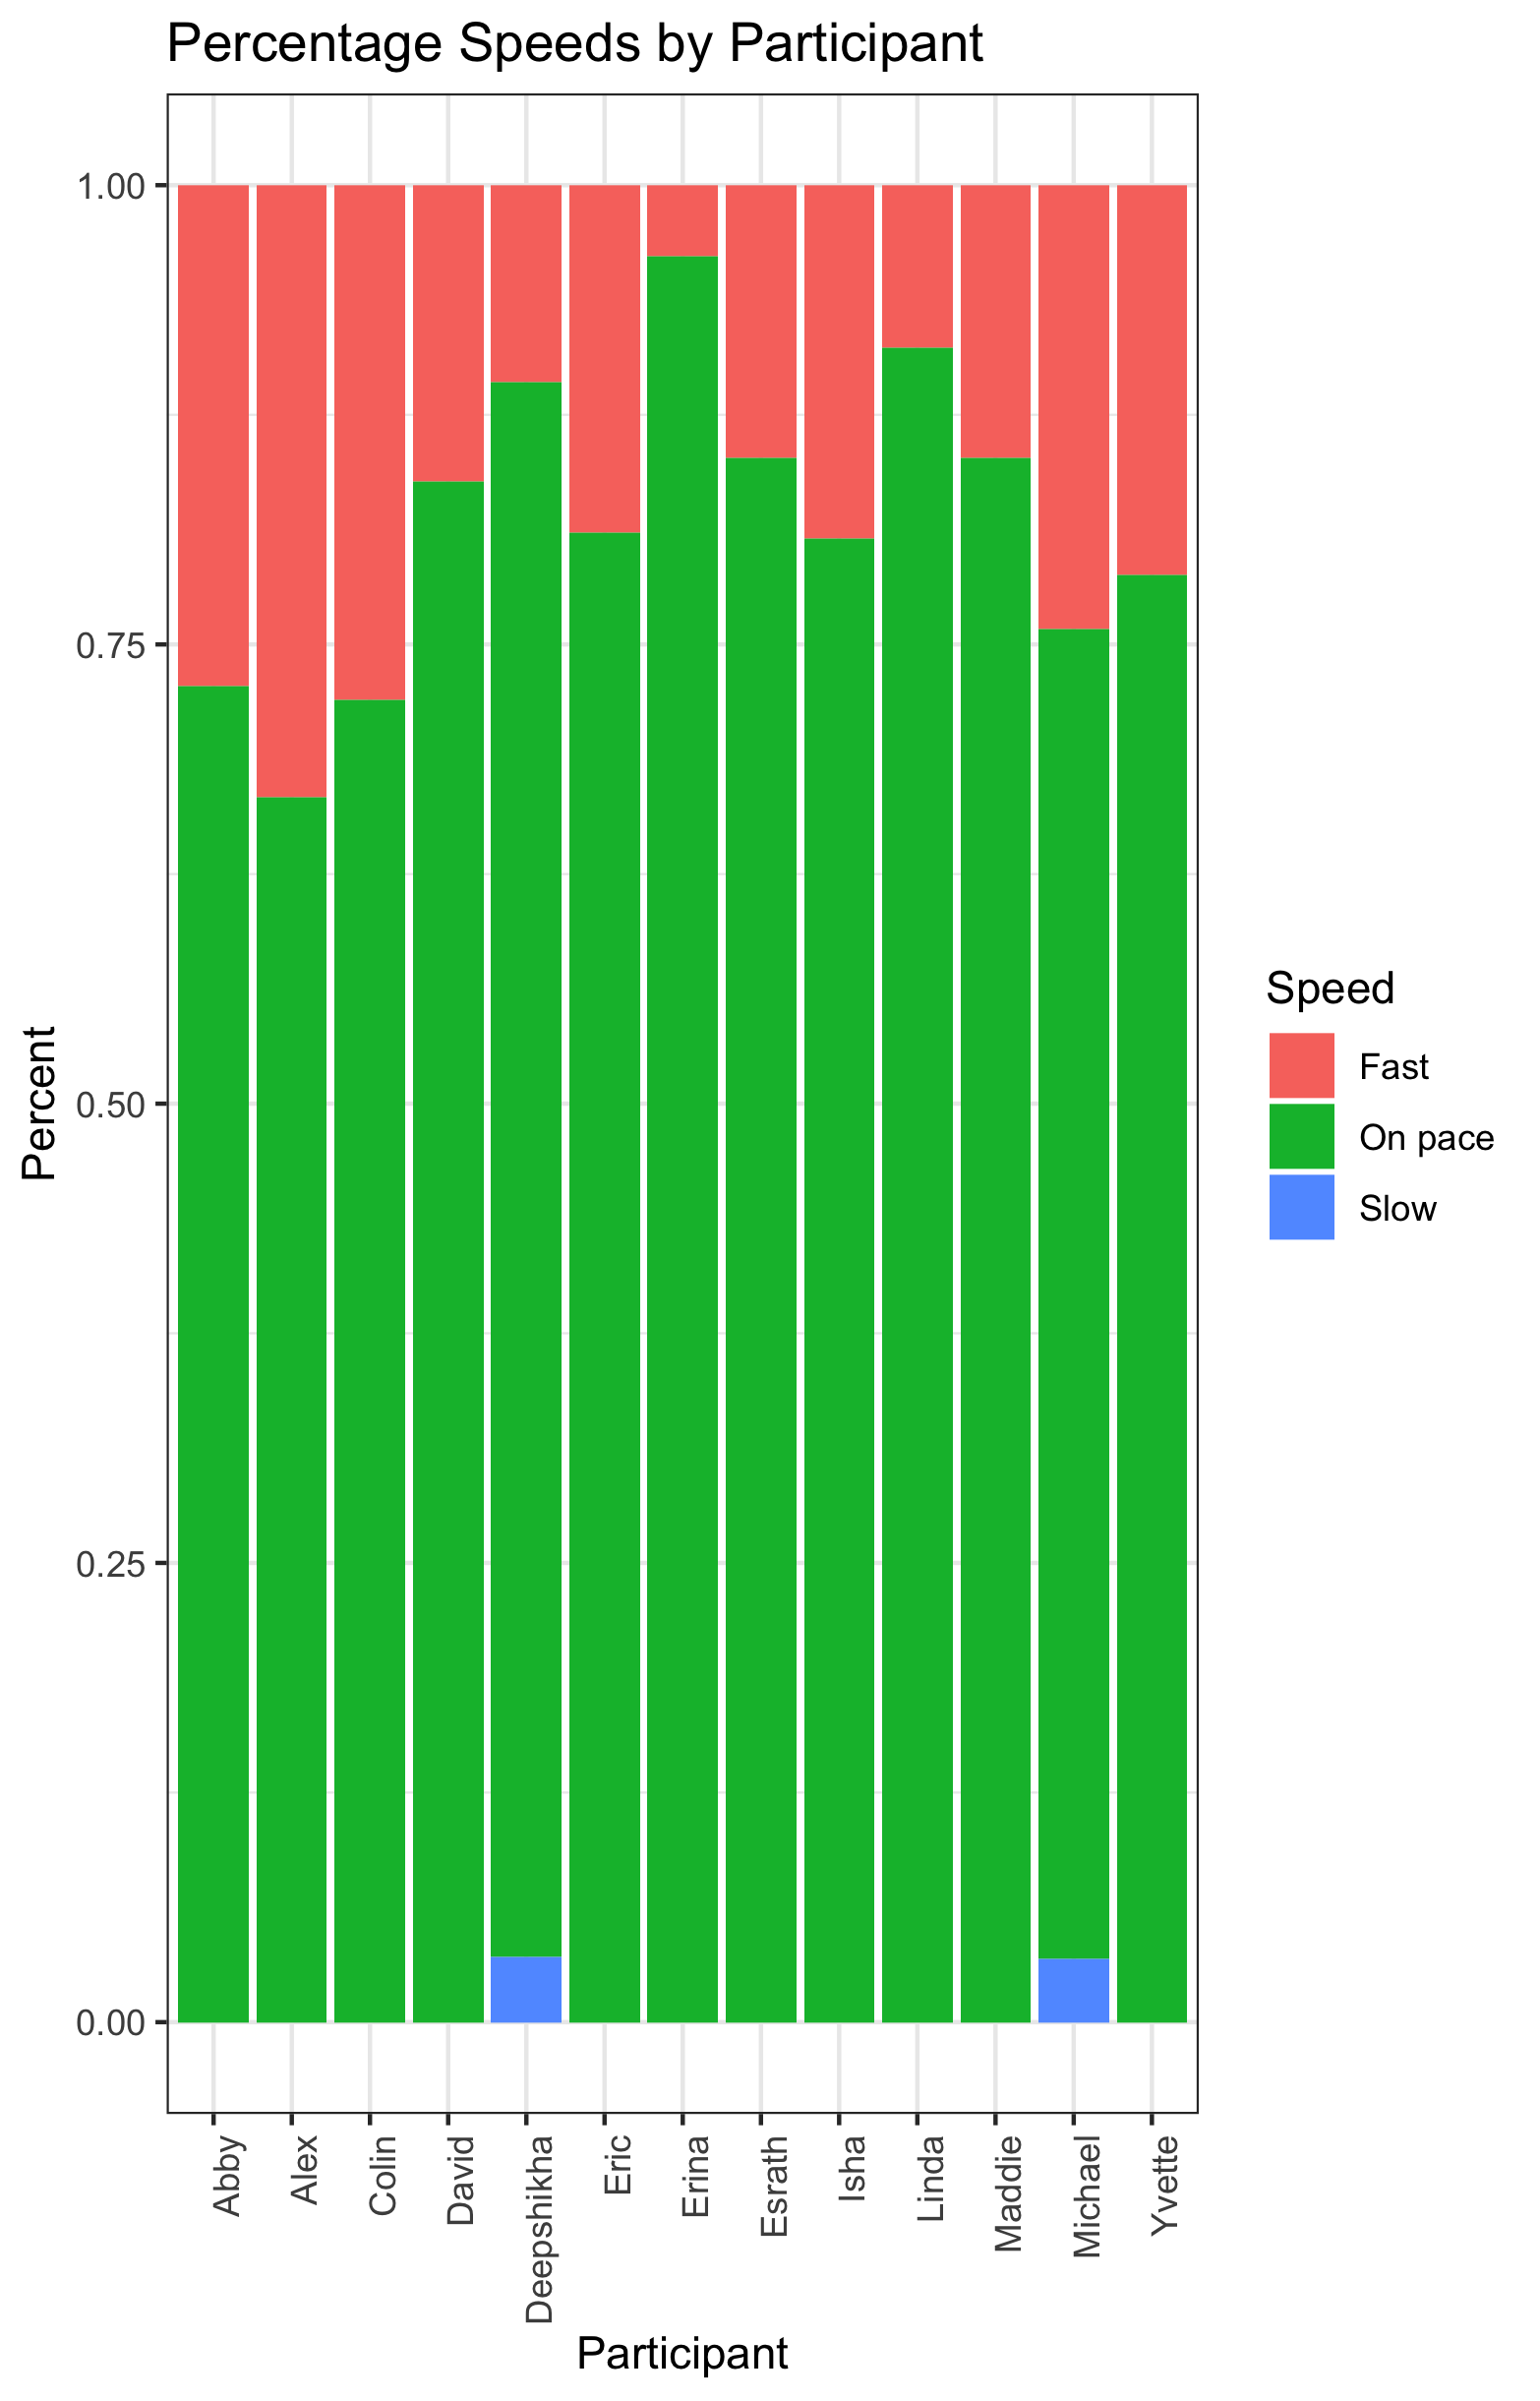 Percentage Speeds by Participant
1.00
0.75
0.50
0.25
0.00
Percent
Abby
Alex
Colin
David
Deepshikha
Eric
Erina
Esrath
Isha
Linda
Maddie
Michael
Yvette
Participant
Speed
Fast
On pace
Slow